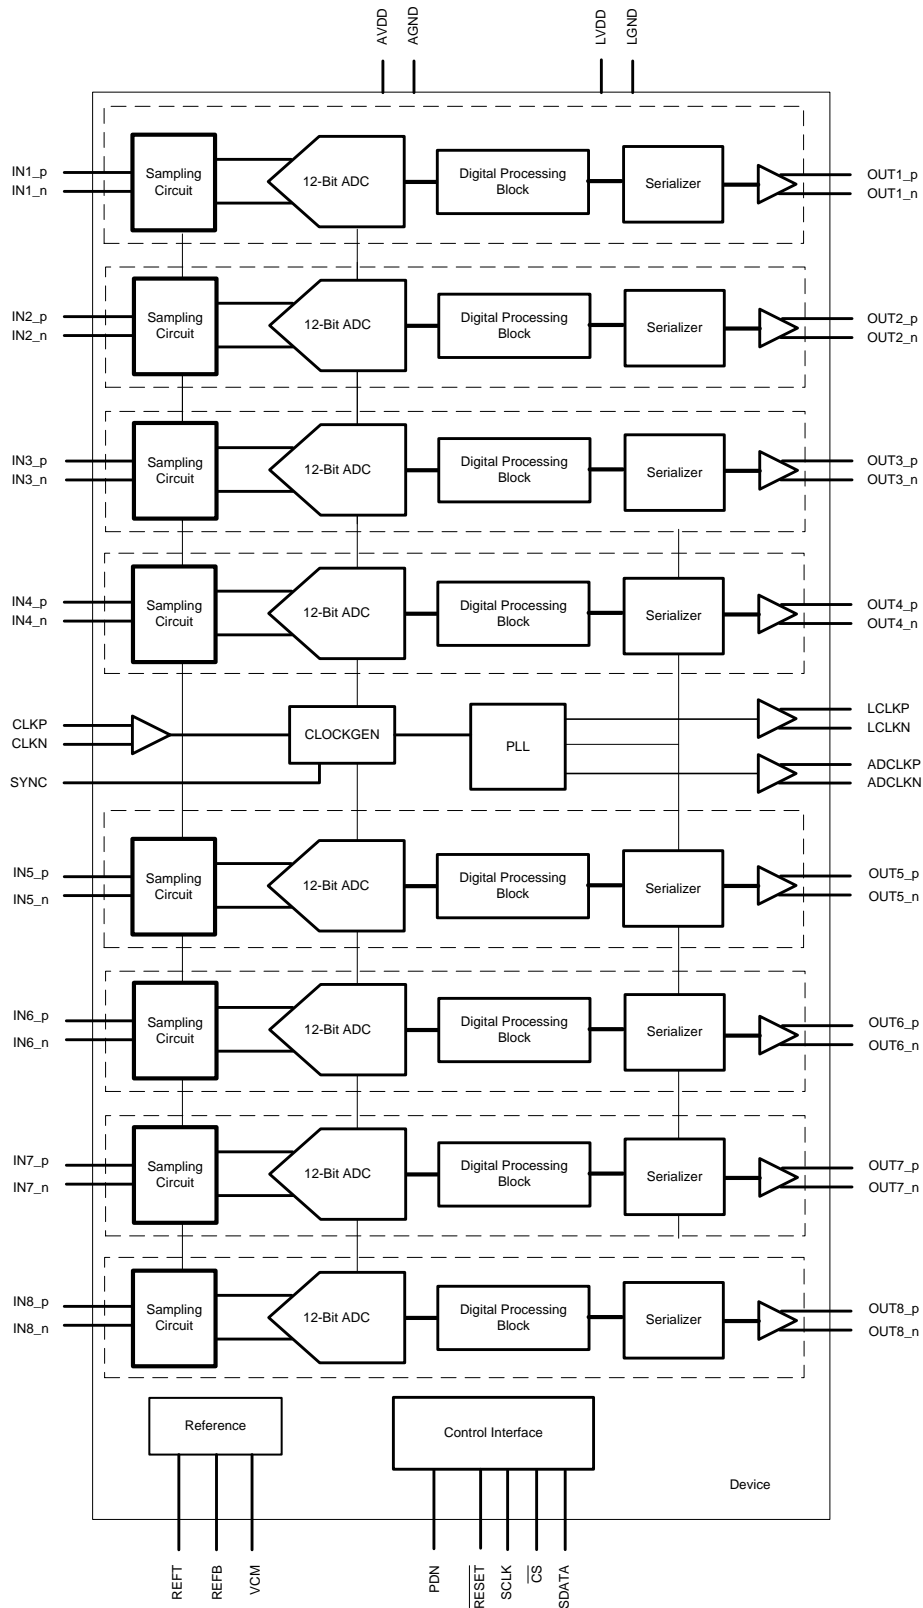 AVDD
AGND
LVDD
LGND
IN1_p
IN1_n
Sampling
Circuit
12-Bit ADC
Digital Processing
Block
Serializer
OUT1_p
OUT1_n
IN2_p
IN2_n
Sampling
Circuit
12-Bit ADC
Digital Processing
Block
Serializer
OUT2_p
OUT2_n
IN3_p
IN3_n
Sampling
Circuit
12-Bit ADC
Digital Processing
Block
Serializer
OUT3_p
OUT3_n
IN4_p
IN4_n
Sampling
Circuit
12-Bit ADC
Digital Processing
Block
Serializer
OUT4_p
OUT4_n
CLKP
CLKN
SYNC
CLOCKGEN
PLL
LCLKP
LCLKN
ADCLKP
ADCLKN
IN5_p
IN5_n
Sampling
Circuit
12-Bit ADC
Digital Processing
Block
Serializer
OUT5_p
OUT5_n
IN6_p
IN6_n
Sampling
Circuit
12-Bit ADC
Digital Processing
Block
Serializer
OUT6_p
OUT6_n
IN7_p
IN7_n
Sampling
Circuit
12-Bit ADC
Digital Processing
Block
Serializer
OUT7_p
OUT7_n
IN8_p
IN8_n
Sampling
Circuit
12-Bit ADC
Digital Processing
Block
Serializer
OUT8_p
OUT8_n
Reference
Control Interface
Device
REFT
REFB
VCM
PDN
RESET
SCLK
CS
SDATA